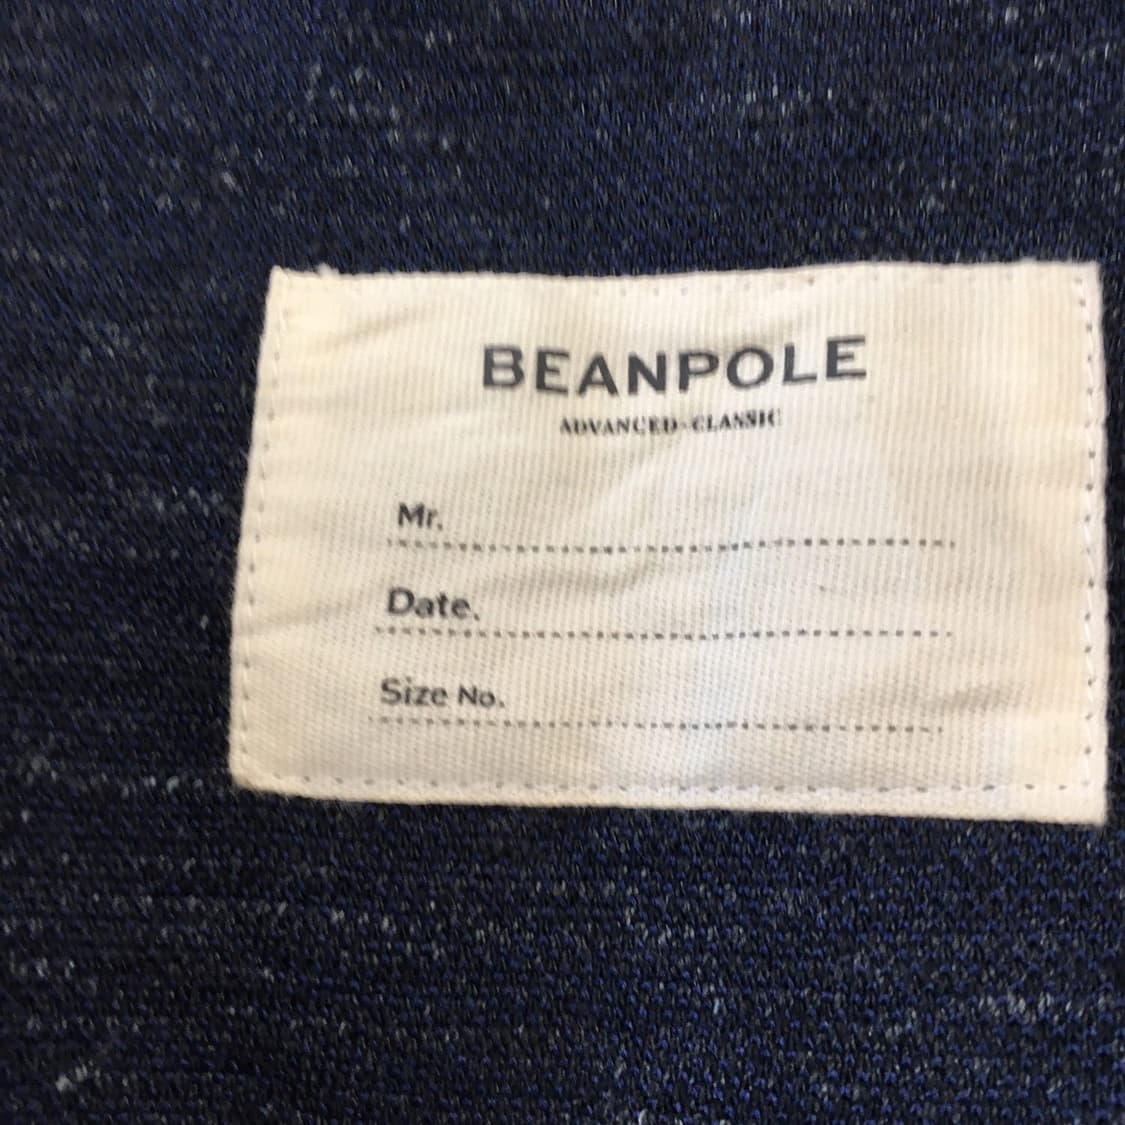 BEANPOLE
ADVANCED-CLASSIC
Mr.
Date.
Size No.